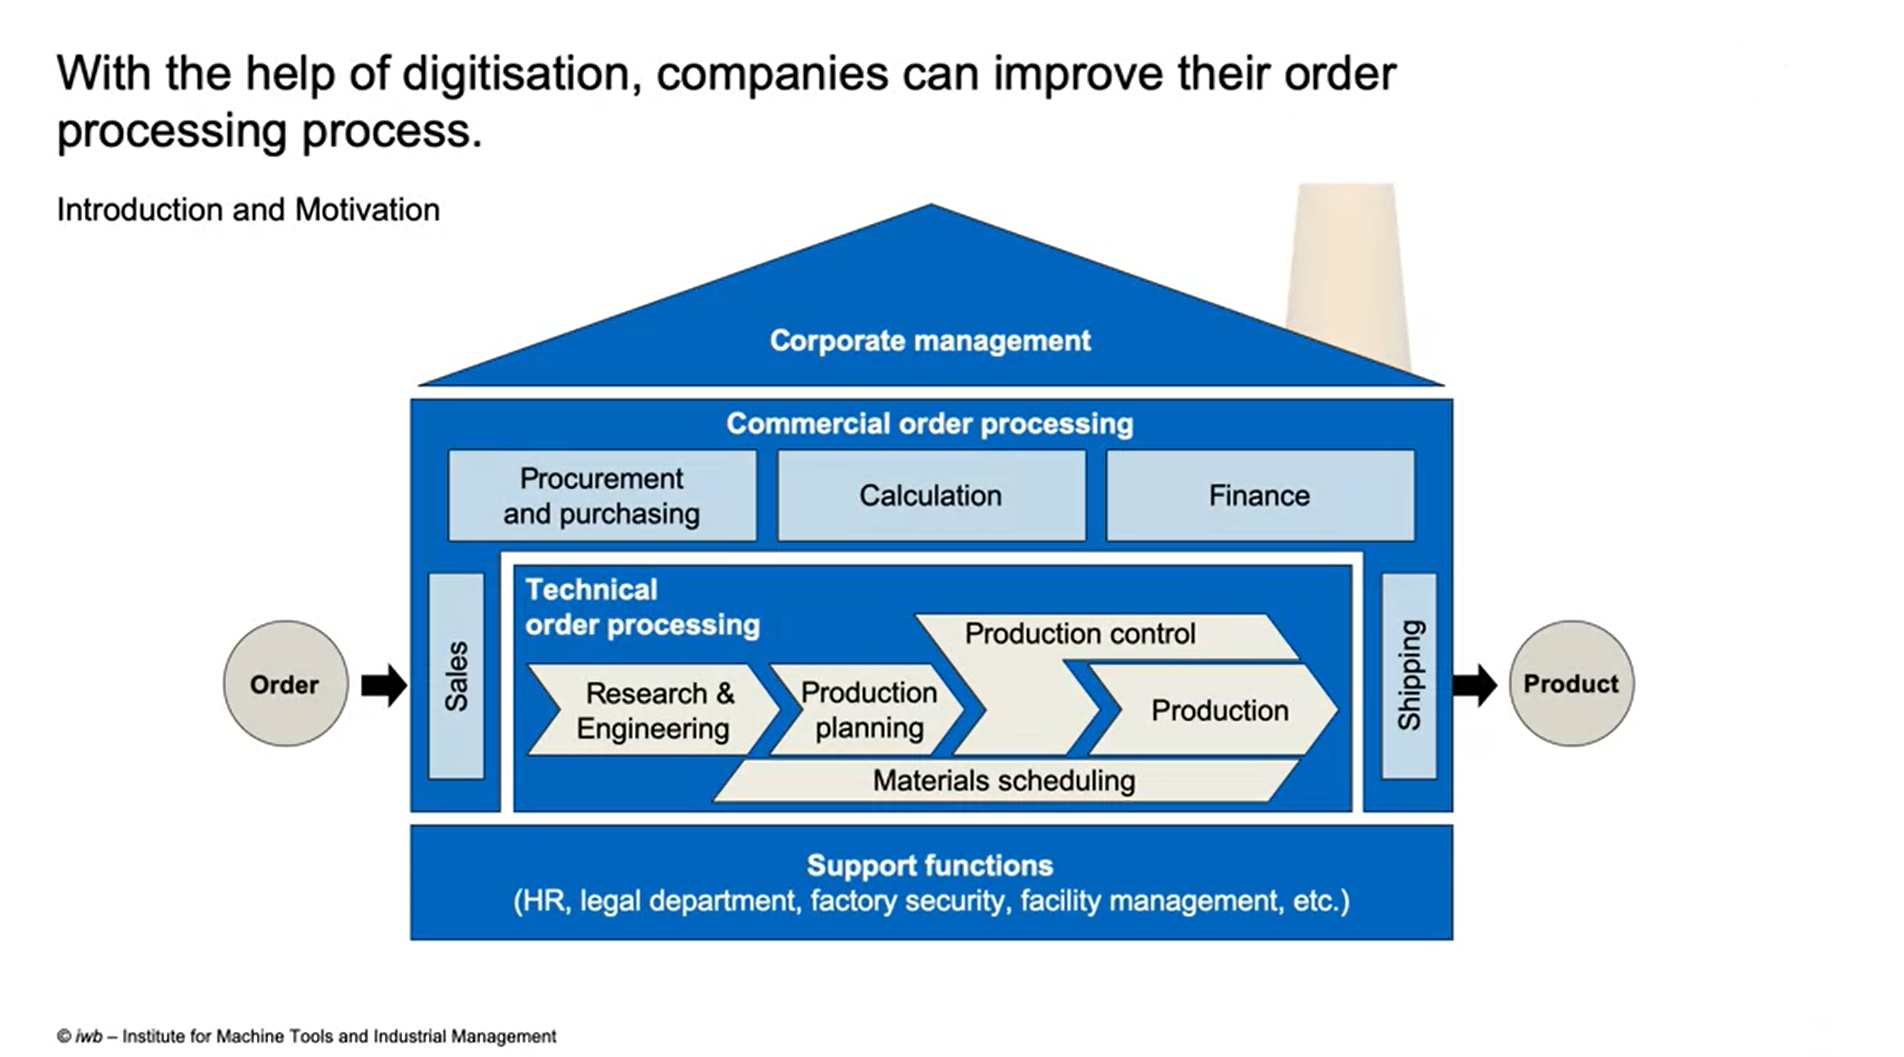 With the help of digitisation, companies can improve their order
processing process.
Introduction and Motivation
Corporate management
Commercial order processing
Procurement
and purchasing
Calculation
Finance
Technical
order processing
Production control
Order
Sales
Research &
Engineering
Production
planning
Production
Shipping
Product
Materials scheduling
Support functions
(HR, legal department, factory security, facility management, etc.)
© iwb – Institute for Machine Tools and Industrial Management